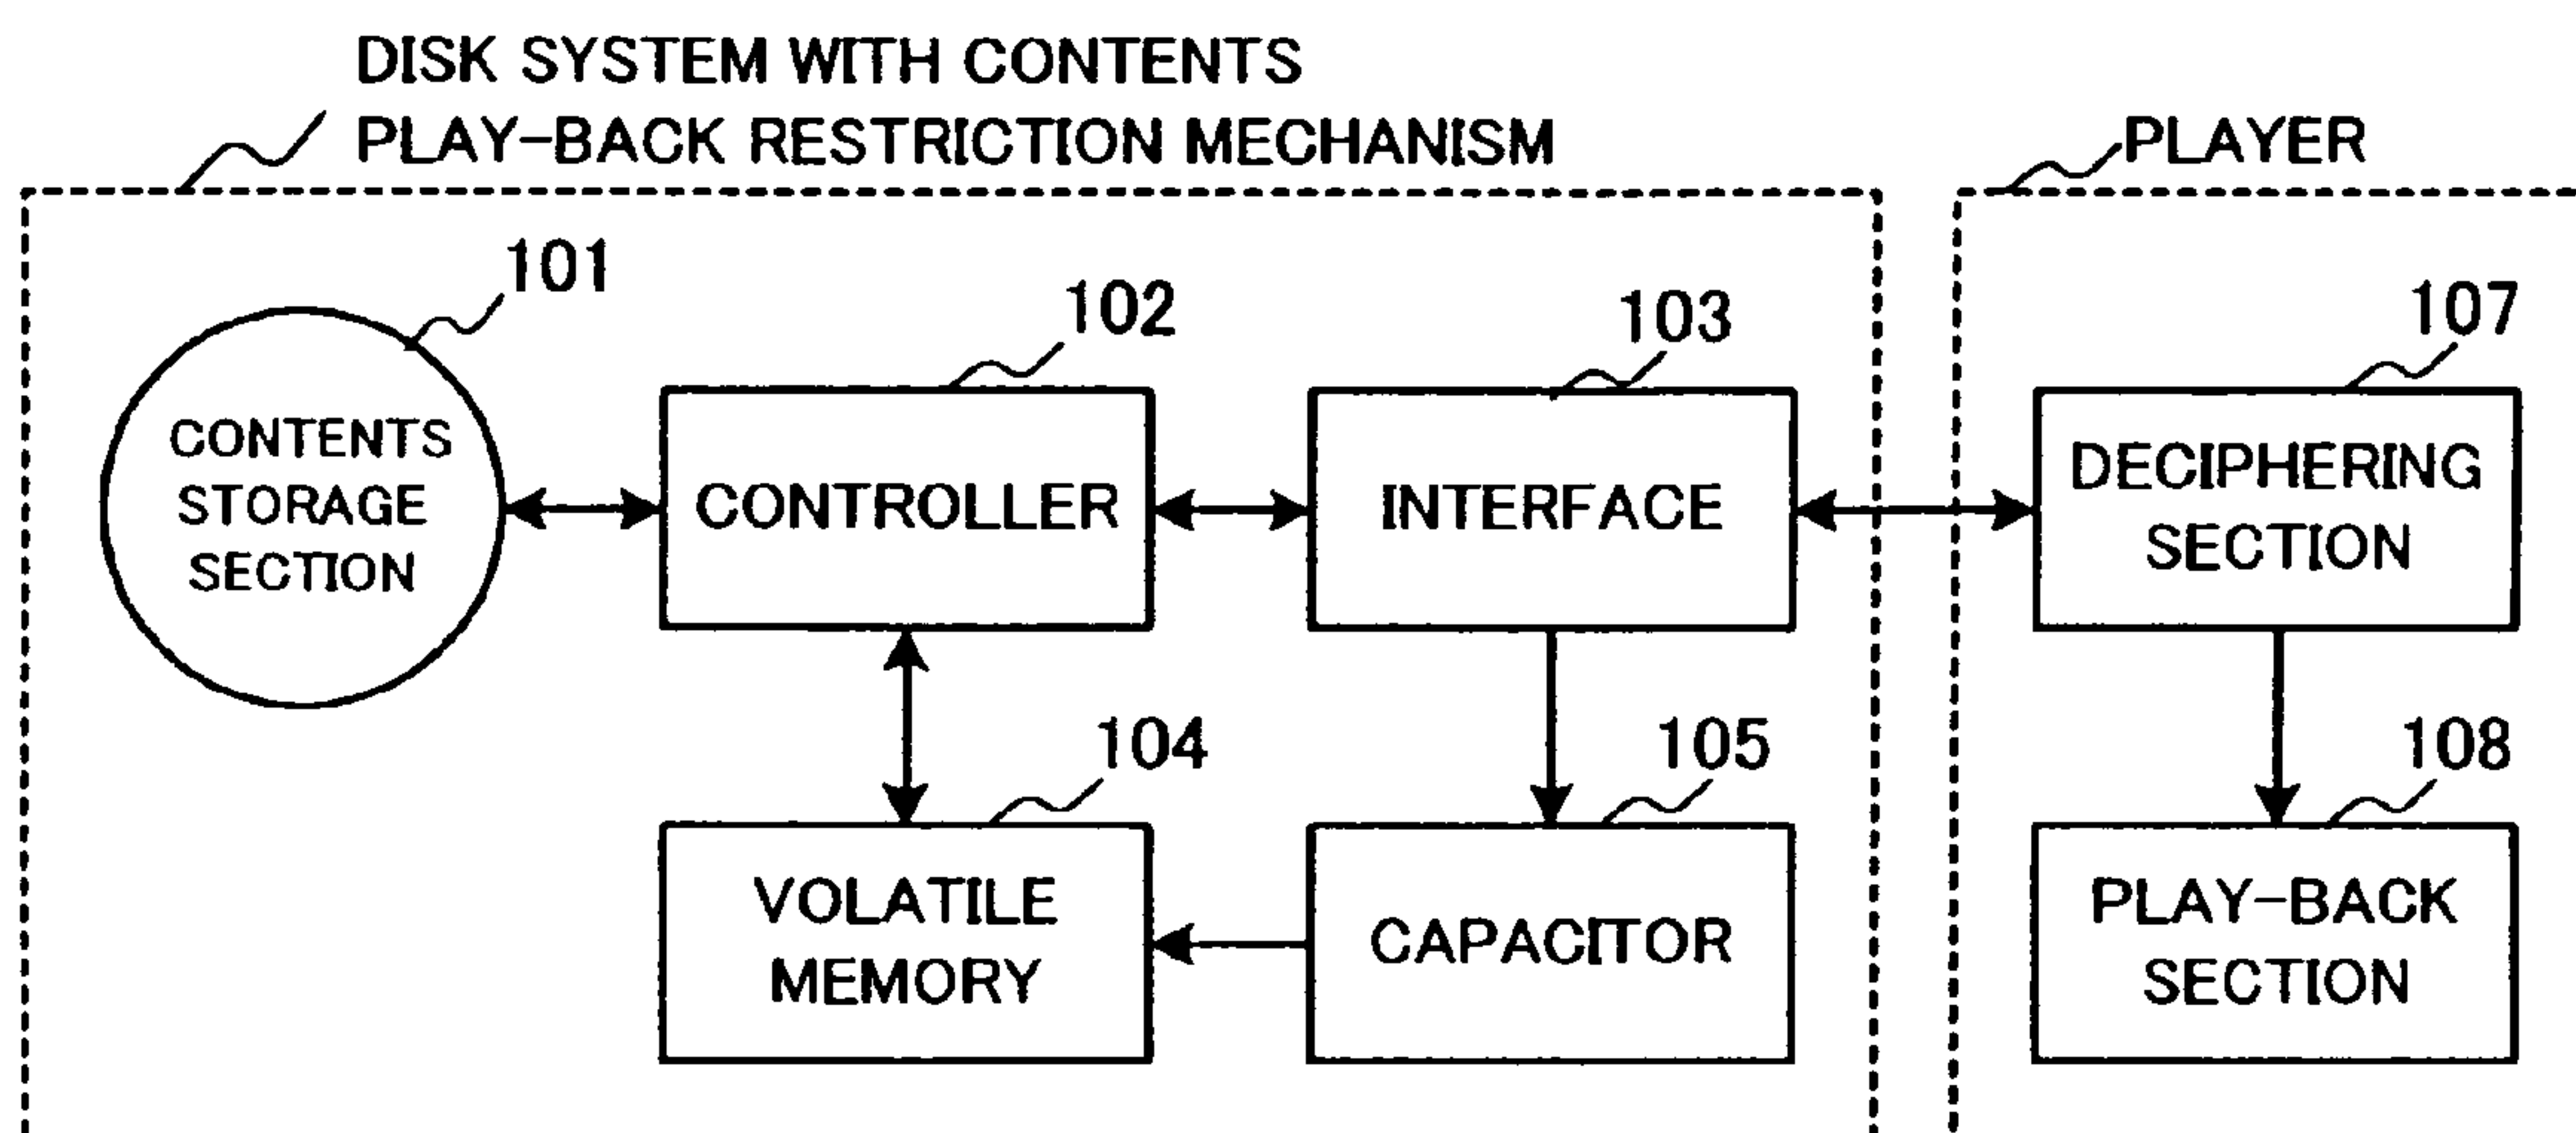 DISK SYSTEM WITH CONTENTS
PLAY-BACK RESTRICTION MECHANISM
PLAYER
101
102
103
107
CONTENTS
STORAGE
SECTION
CONTROLLER
INTERFACE
DECIPHERING
SECTION
104
105
108
VOLATILE
MEMORY
CAPACITOR
PLAY-BACK
SECTION